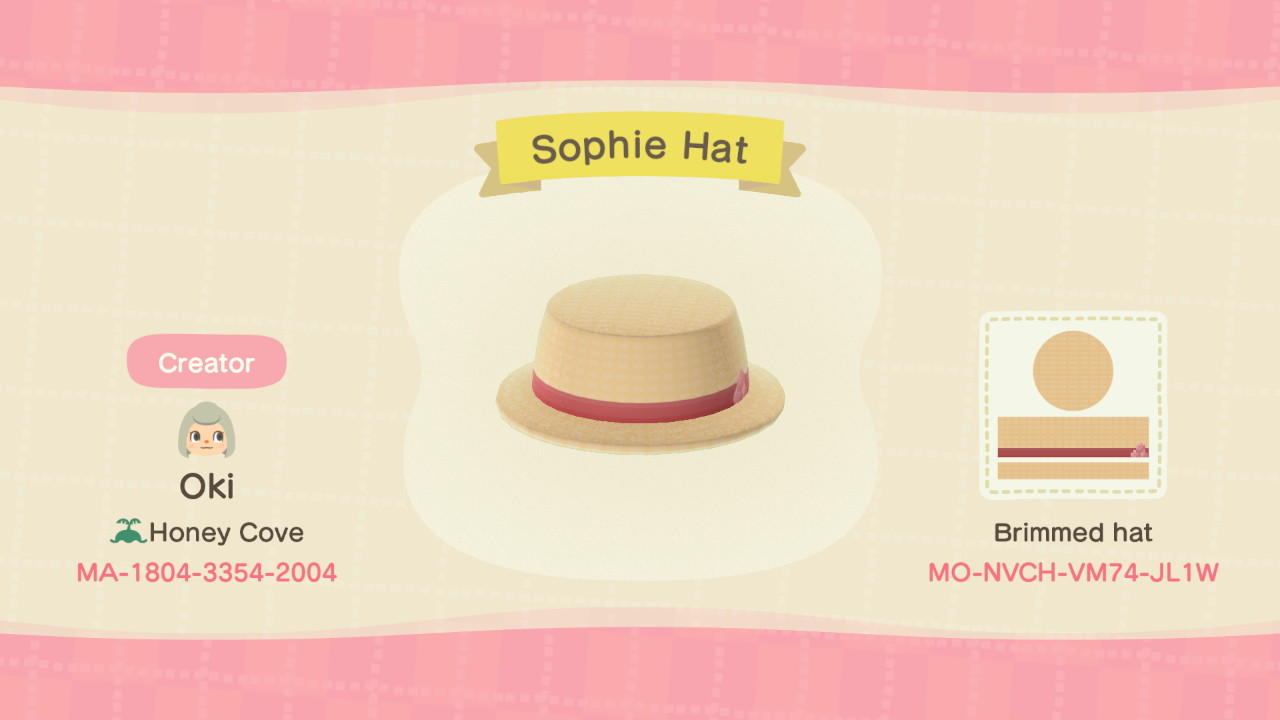 Sophie Hat
Creator
Oki
Honey Cove
MA-1804-3354-2004
Brimmed hat
MO-NVCH-VM74-JL1W